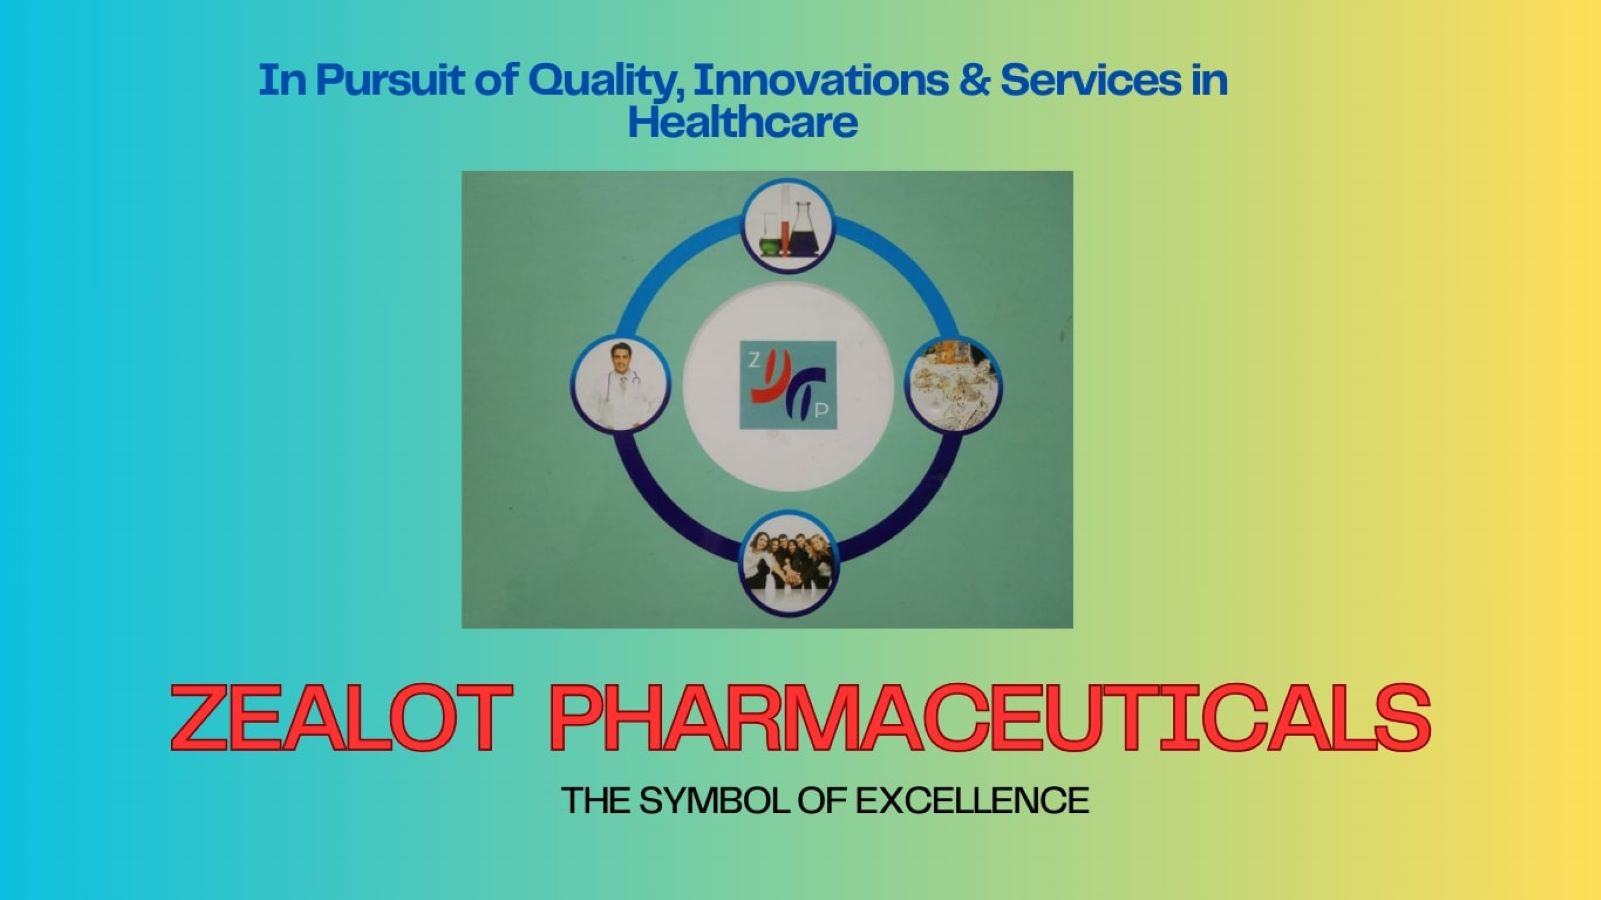 In Pursuit of Quality, Innovations & Services in
Healthcare
Z
P
ZEALOT PHARMACEUTICALS
THE SYMBOL OF EXCELLENCE